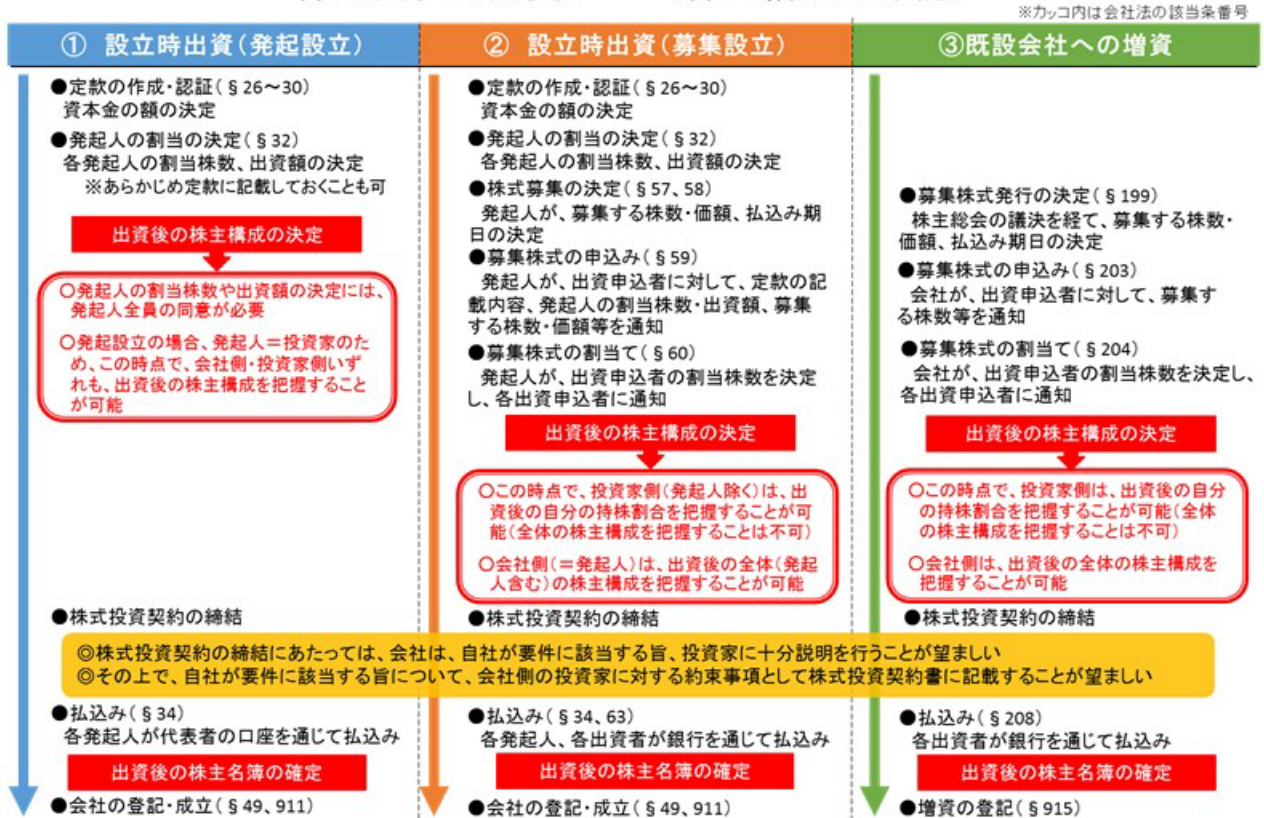 ※カッコ内は会社法の該当条番号
① 設立時出資(発起設立)
●定款の作成・認証(§26～30)
資本金の額の決定
●発起人の割当の決定(§32)
各発起人の割当株数、出資額の決定
※あらかじめ定款に記載しておくことも可
出資後の株主構成の決定
○発起人の割当株数や出資額の決定には、
発起人全員の同意が必要
○発起設立の場合、発起人＝投資家のた
め、この時点で、会社側・投資家側いず
れも、出資後の株主構成を把握すること
が可能
●株式投資契約の締結
② 設立時出資(募集設立)
●定款の作成・認証(§26～30)
資本金の額の決定
●発起人の割当の決定(§32)
各発起人の割当株数、出資額の決定
●株式募集の決定(§57、58)
発起人が、募集する株数・価額、払込み期
日の決定
●募集株式の申込み(§59)
発起人が、出資申込者に対して、定款の記
載内容、発起人の割当株数・出資額、募集
する株数・価額等を通知
●募集株式の割当て(§60)
発起人が、出資申込者の割当株数を決定
し、各出資申込者に通知
出資後の株主構成の決定
○この時点で、投資家側(発起人除く)は、出
資後の自分の持株割合を把握することが可
能(全体の株主構成を把握することは不可)
○会社側(＝発起人)は、出資後の全体(発起
人含む)の株主構成を把握することが可能
●株式投資契約の締結
③既設会社への増資
●募集株式発行の決定(§199)
株主総会の議決を経て、募集する株数・
価額、払込み期日の決定
●募集株式の申込み(§203)
会社が、出資申込者に対して、募集す
る株数等を通知
●募集株式の割当て(§204)
会社が、出資申込者の割当株数を決定し、
各出資申込者に通知
出資後の株主構成の決定
○この時点で、投資家側は、出資後の自分
の持株割合を把握することが可能(全体
の株主構成を把握することは不可)
○会社側は、出資後の全体の株主構成を
把握することが可能
●株式投資契約の締結
◎株式投資契約の締結にあたっては、会社は、自社が要件に該当する旨、投資家に十分説明を行うことが望ましい
◎その上で、自社が要件に該当する旨について、会社側の投資家に対する約束事項として株式投資契約書に記載することが望ましい
●払込み(§34)
各発起人が代表者の口座を通じて払込み
出資後の株主名簿の確定
●会社の登記・成立(§49、911)
●払込み(§34、63)
各発起人、各出資者が銀行を通じて払込み
出資後の株主名簿の確定
●会社の登記・成立(§49、911)
●払込み(§208)
各出資者が銀行を通じて払込み
出資後の株主名簿の確定
●増資の登記(§915)